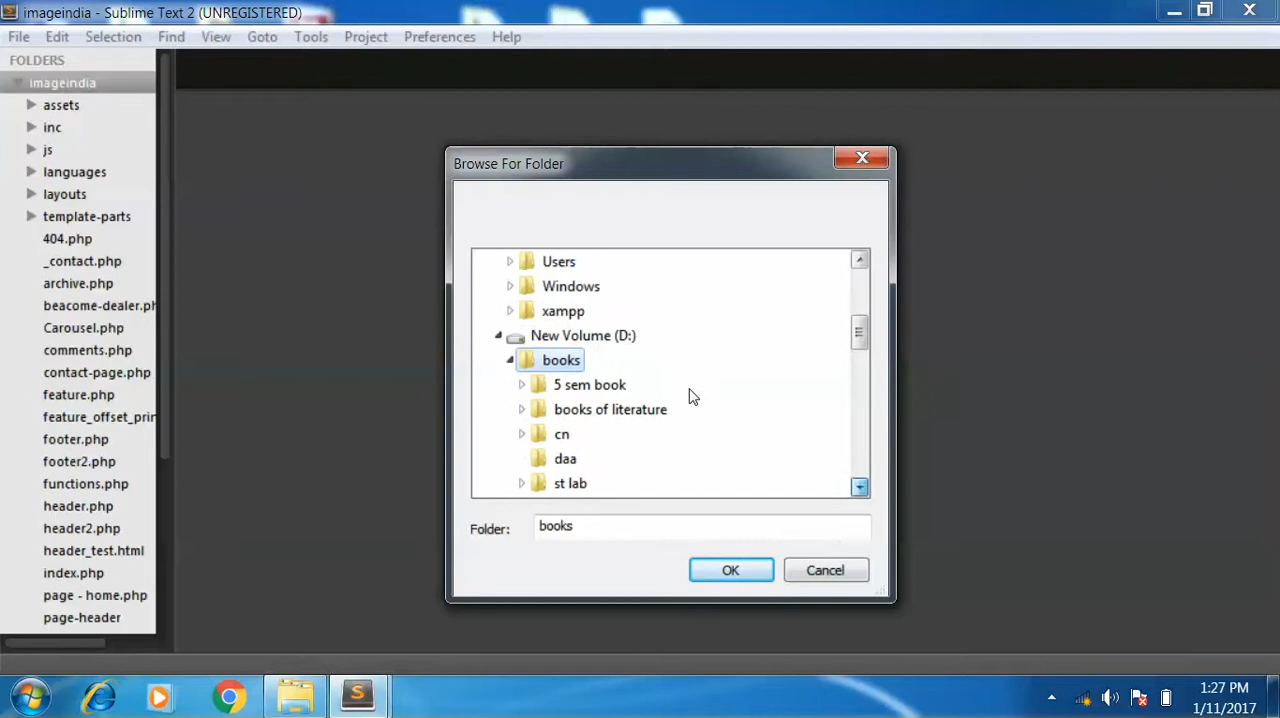 imageindia - Sublime Text 2 (UNREGISTERED)
File Edit Selection Find View Goto Tools Project Preferences Help
FOLDERS
imageindia
assets
inc
js
languages
layouts
template-parts
404.php
_contact.php
archive.php
beacome-dealer.ph
Carousel.php
comments.php
contact-page.php
feature.php
feature_offset_prin
footer.php
footer2.php
functions.php
header.php
header2.php
header_test.html
index.php
page - home.php
page-header
Browse For Folder
Users
Windows
xampp
New Volume (D:)
books
5 sem book
books of literature
cn
daa
st lab
Folder: books
OK Cancel
1:27 PM
1/11/2017